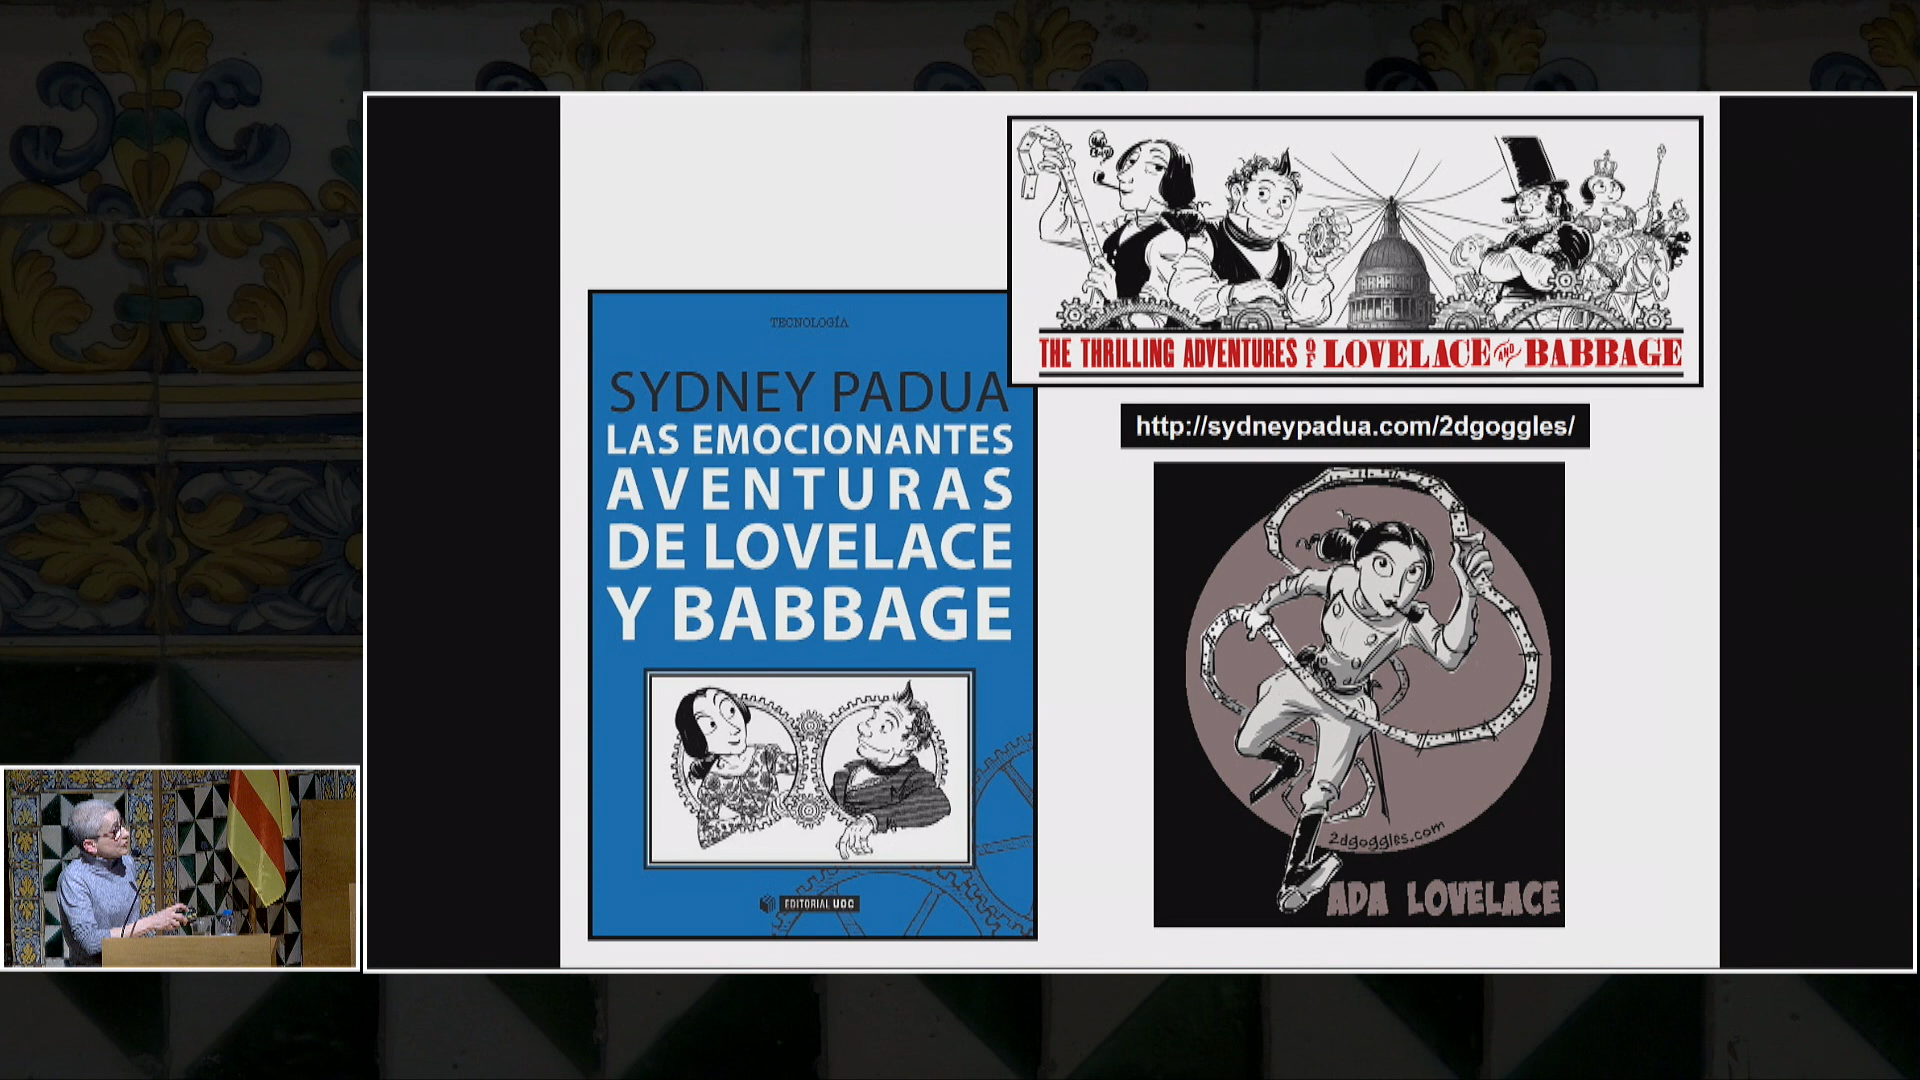 TECNOLOGÍA
SYDNEY PADUA
LAS EMOCIONANTES
AVENTURAS
DE LOVELACE
Y BABBAGE
EDITORIAL UOC
THE THRILLING ADVENTURES OF LOVELACE AND BABBAGE
http://sydneypadua.com/2dgoggles/
2dgoggles.com
ADA LOVELACE